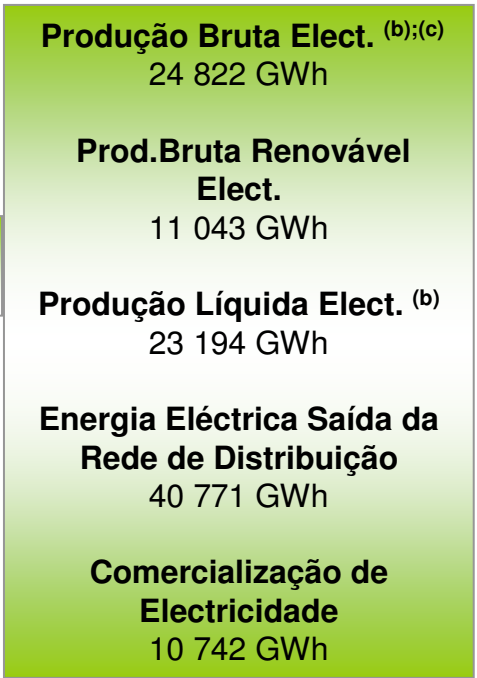 Produção Bruta Elect. (b);(c)
24 822 GWh
Prod.Bruta Renovável
Elect.
11 043 GWh
Produção Líquida Elect. (b)
23 194 GWh
Energia Eléctrica Saída da
Rede de Distribuição
40 771 GWh
Comercialização de
Electricidade
10 742 GWh